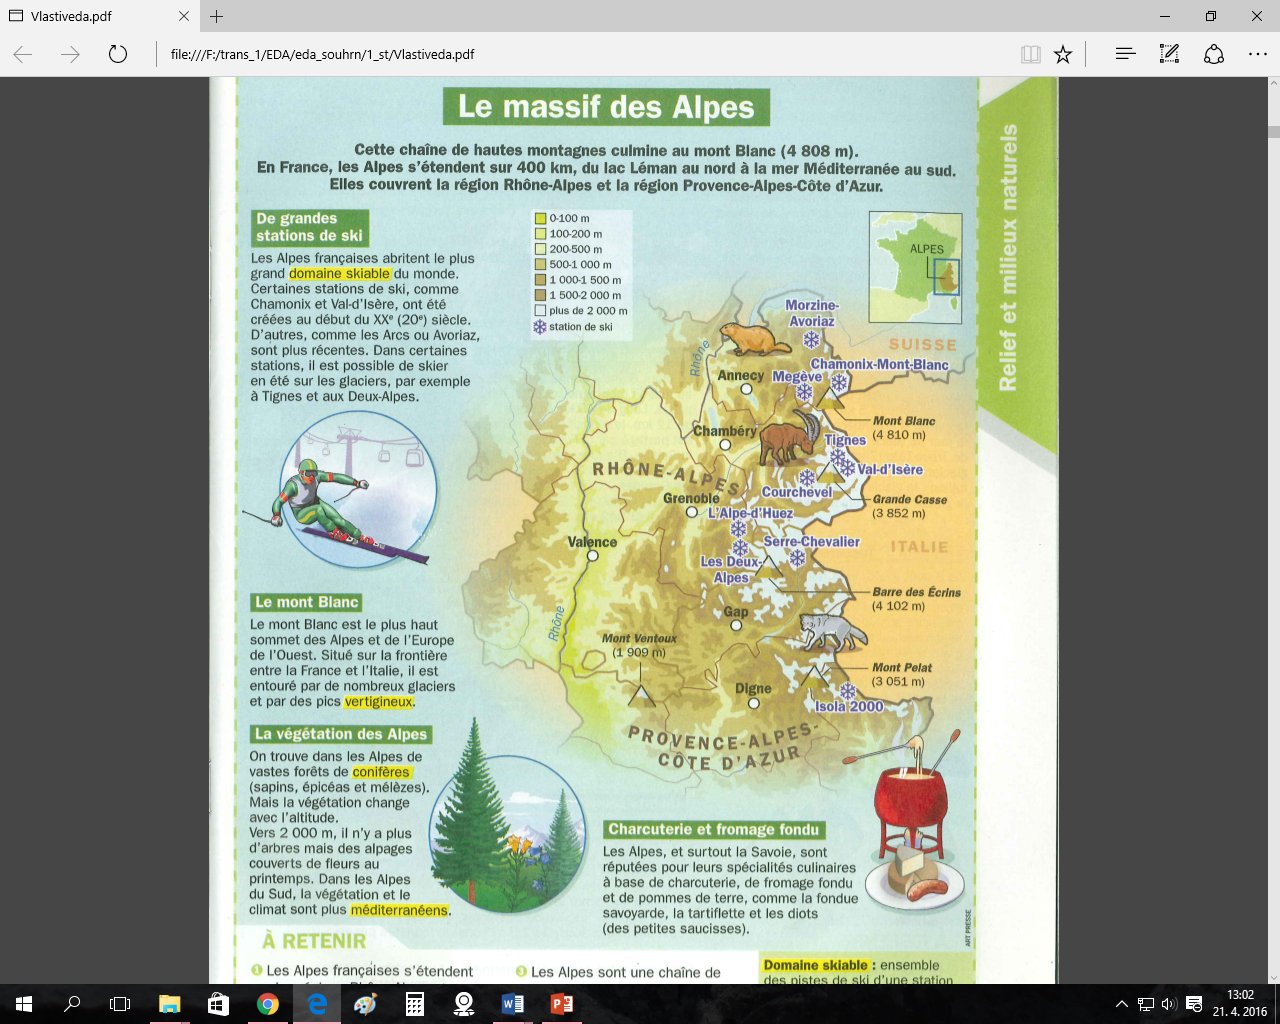 Vlastiveda.pdf
file:///F:/trans_1/EDA/eda_souhrn/1_st/Vlastiveda.pdf
Le massif des Alpes
Cette chaîne de hautes montagnes culmine au mont Blanc (4 808 m).
En France, les Alpes s'étendent sur 400 km, du lac Léman au nord à la mer Méditerranée au sud.
Elles couvrent la région Rhône-Alpes et la région Provence-Alpes-Côte d'Azur.
Relief et milieux naturels
De grandes
stations de ski
Les Alpes françaises abritent le plus
grand domaine skiable du monde.
Certaines stations de ski, comme
Chamonix et Val-d'Isère, ont été
créées au début du XXe (20e) siècle.
D'autres, comme les Arcs ou Avoriaz,
sont plus récentes. Dans certaines
stations, il est possible de skier
en été sur les glaciers, par exemple
à Tignes et aux Deux-Alpes.
0-100 m
100-200 m
200-500 m
500-1 000 m
1 000-1 500 m
1 500-2 000 m
plus de 2 000 m
station de ski
ALPES
Morzine-
Avoriaz
SUISSE
Rhône
Chamonix-Mont-Blanc
Annecy
Megève
Mont Blanc
(4 810 m)
Chambéry
Tignes
RHÔNE-ALPES
Val-d'Isère
Courchevel
Grenoble
Grande Casse
(3 852 m)
L'Alpe-d'Huez
Valence
Serre-Chevalier
ITALIE
Les Deux-
Alpes
Barre des Écrins
(4 102 m)
Rhône
Gap
Mont Ventoux
(1 909 m)
Mont Pelat
(3 051 m)
Digne
Isola 2000
PROVENCE-ALPES-
CÔTE D'AZUR
Le mont Blanc
Le mont Blanc est le plus haut
sommet des Alpes et de l'Europe
de l'Ouest. Situé sur la frontière
entre la France et l'Italie, il est
entouré par de nombreux glaciers
et par des pics vertigineux.
La végétation des Alpes
On trouve dans les Alpes de
vastes forêts de conifères
(sapins, épicéas et mélèzes).
Mais la végétation change
avec l'altitude.
Vers 2 000 m, il n'y a plus
d'arbres mais des alpages
couverts de fleurs au
printemps. Dans les Alpes
du Sud, la végétation et le
climat sont plus méditerranéens.
Charcuterie et fromage fondu
Les Alpes, et surtout la Savoie, sont
réputées pour leurs spécialités culinaires
à base de charcuterie, de fromage fondu
et de pommes de terre, comme la fondue
savoyarde, la tartiflette et les diots
(des petites saucisses).
ART PRESSE
À RETENIR
1 Les Alpes françaises s'étendent
3 Les Alpes sont une chaîne de
Domaine skiable : ensemble
des pistes de ski d'une station
13:02
21. 4. 2016